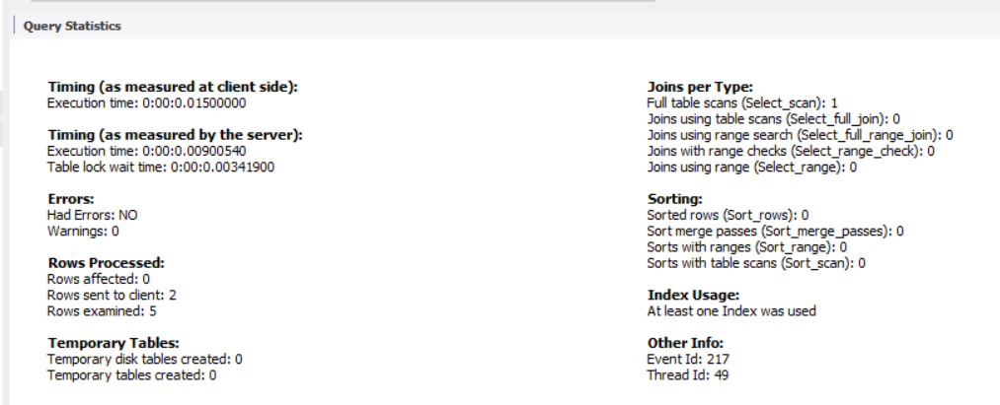 Query Statistics
Timing (as measured at client side):
Execution time: 0:00:0.01500000
Timing (as measured by the server):
Execution time: 0:00:0.00900540
Table lock wait time: 0:00:0.00341900
Errors:
Had Errors: NO
Warnings: 0
Rows Processed:
Rows affected: 0
Rows sent to client: 2
Rows examined: 5
Temporary Tables:
Temporary disk tables created: 0
Temporary tables created: 0
Joins per Type:
Full table scans (Select_scan): 1
Joins using table scans (Select_full_join): 0
Joins using range search (Select_full_range_join): 0
Joins with range checks (Select_range_check): 0
Joins using range (Select_range): 0
Sorting:
Sorted rows (Sort_rows): 0
Sort merge passes (Sort_merge_passes): 0
Sorts with ranges (Sort_range): 0
Sorts with table scans (Sort_scan): 0
Index Usage:
At least one Index was used
Other Info:
Event Id: 217
Thread Id: 49